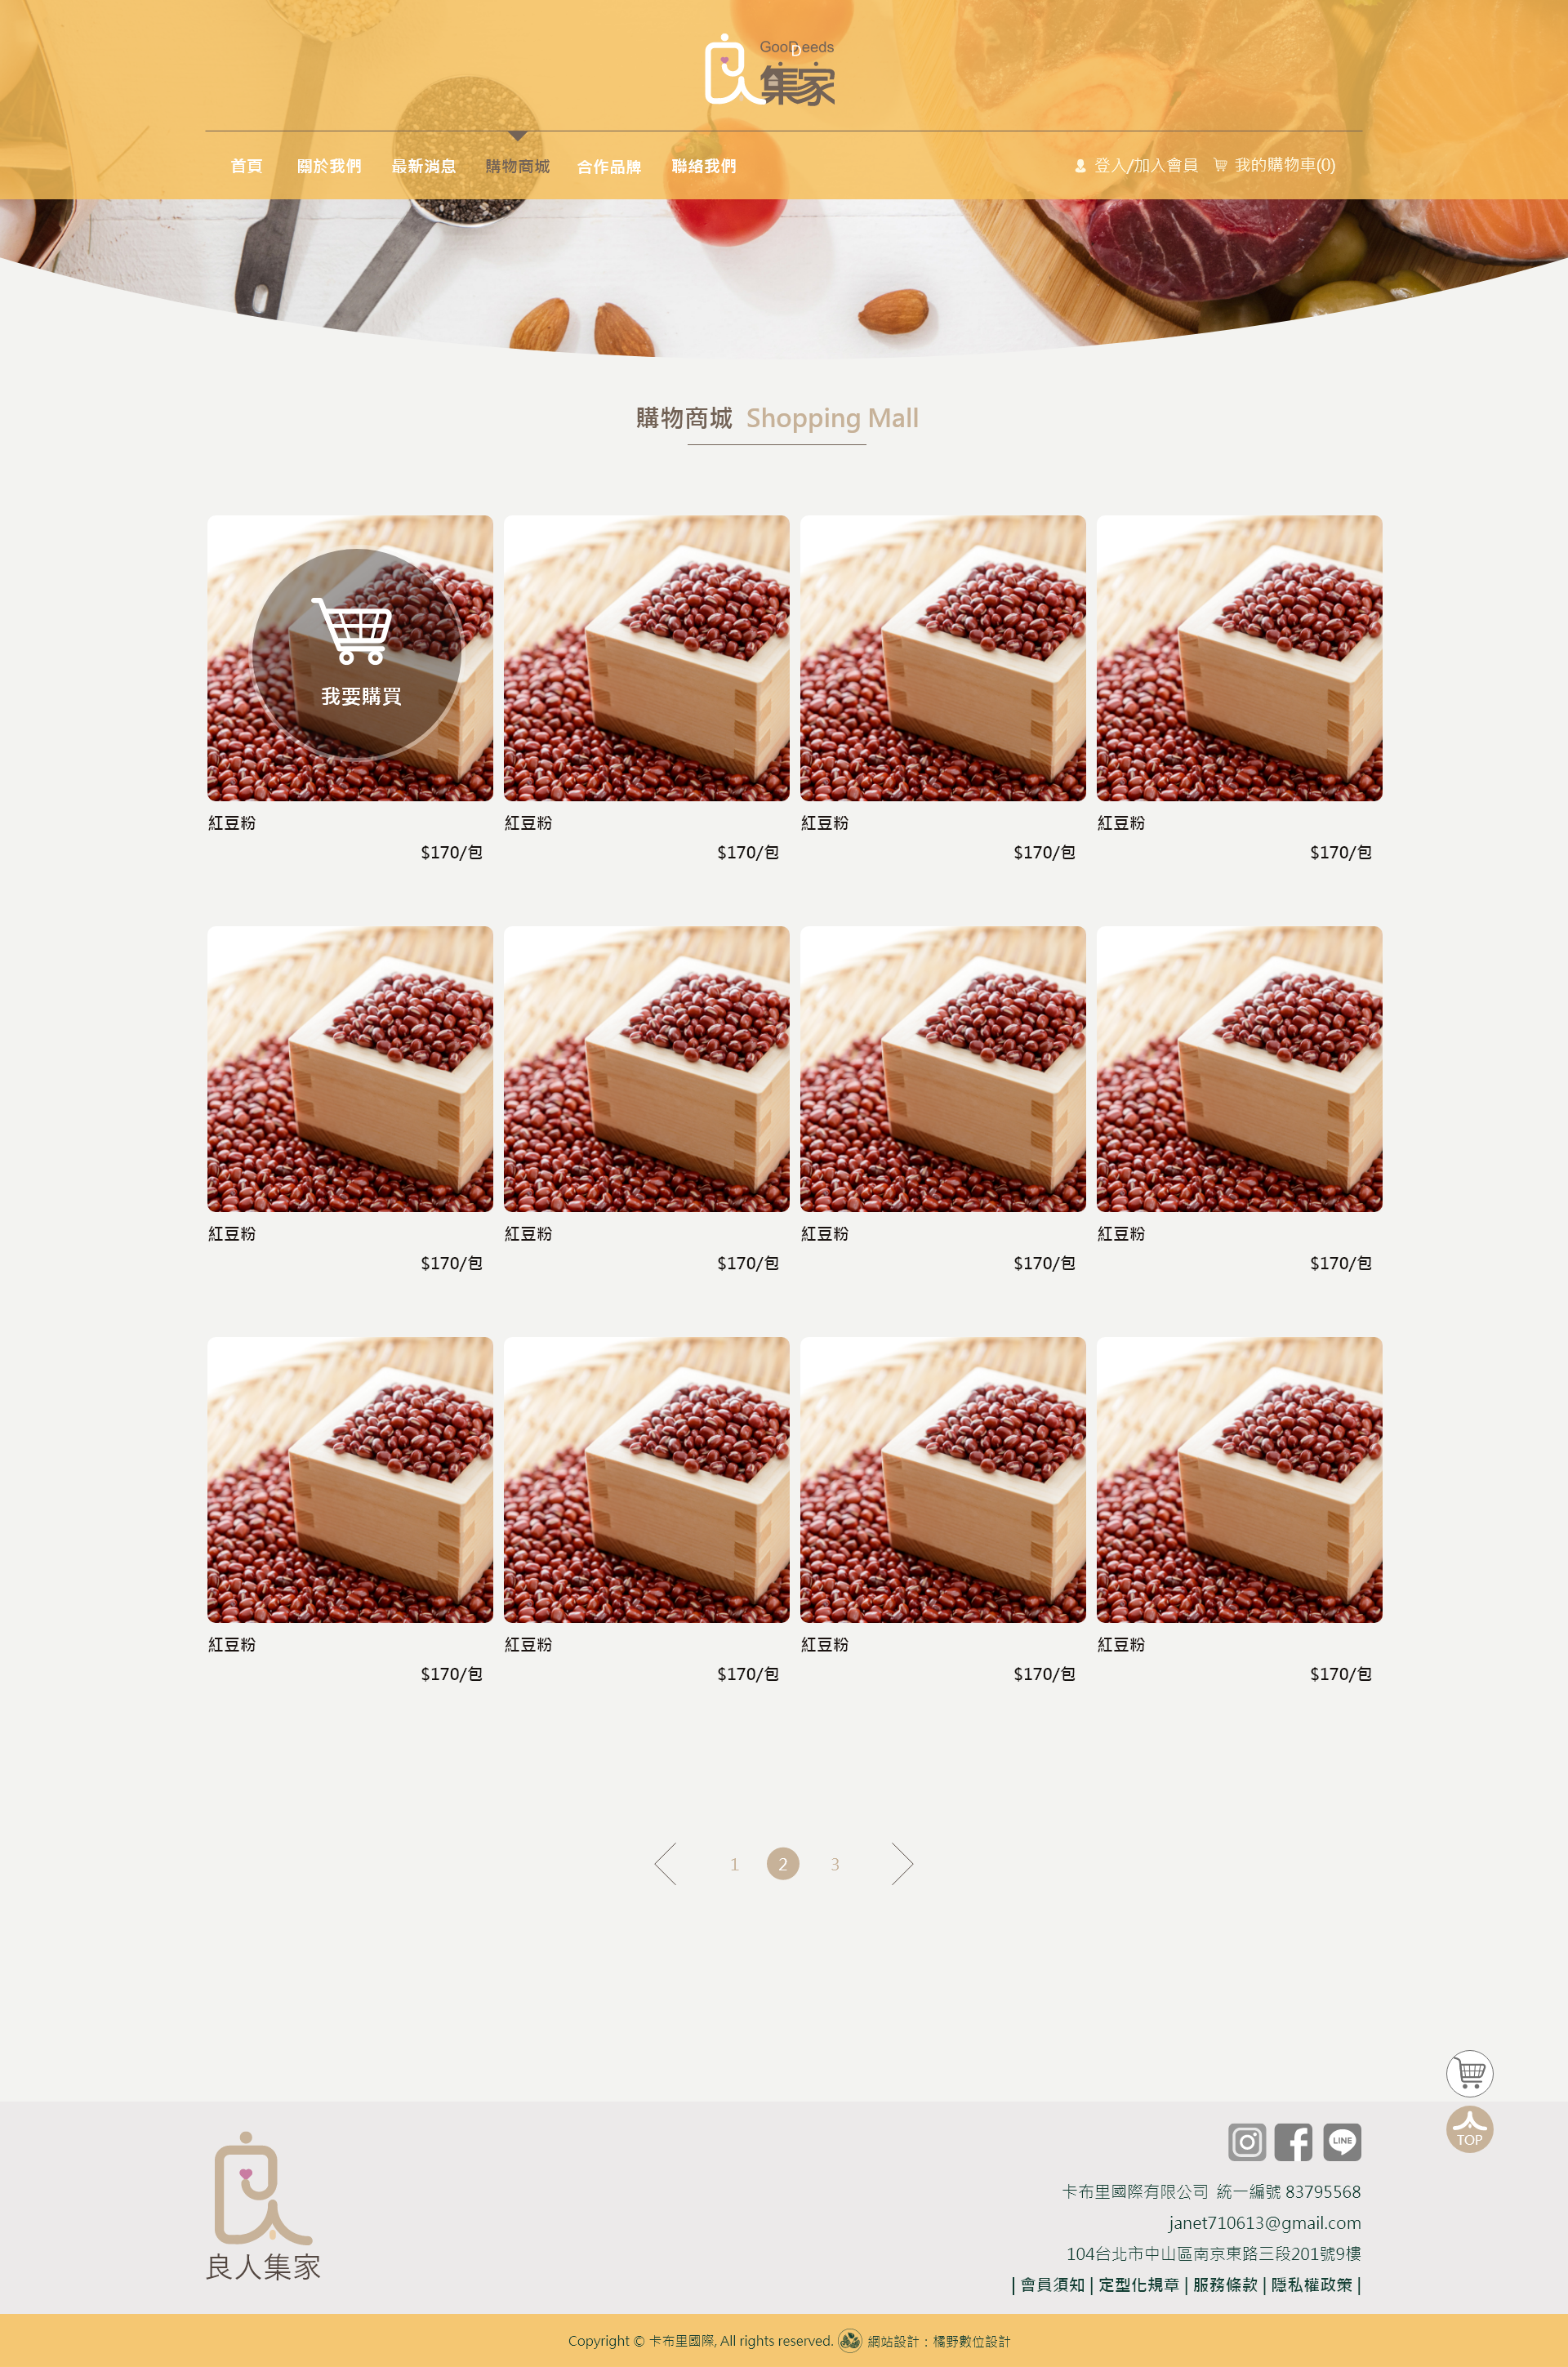 GooDeeds
良集家
首頁 關於我們 最新消息 購物商城 合作品牌 聯絡我們 登入/加入會員 我的購物車(0)
購物商城 Shopping Mall
我要購買
紅豆粉 紅豆粉 紅豆粉 紅豆粉
$170/包 $170/包 $170/包 $170/包
紅豆粉 紅豆粉 紅豆粉 紅豆粉
$170/包 $170/包 $170/包 $170/包
紅豆粉 紅豆粉 紅豆粉 紅豆粉
$170/包 $170/包 $170/包 $170/包
1 2 3
TOP
LINE
卡布里國際有限公司 統一編號 83795568
janet710613@gmail.com
104台北市中山區南京東路三段201號9樓
| 會員須知 | 定型化規章 | 服務條款 | 隱私權政策 |
良人集家
Copyright © 卡布里國際, All rights reserved. 網站設計：橘野數位設計